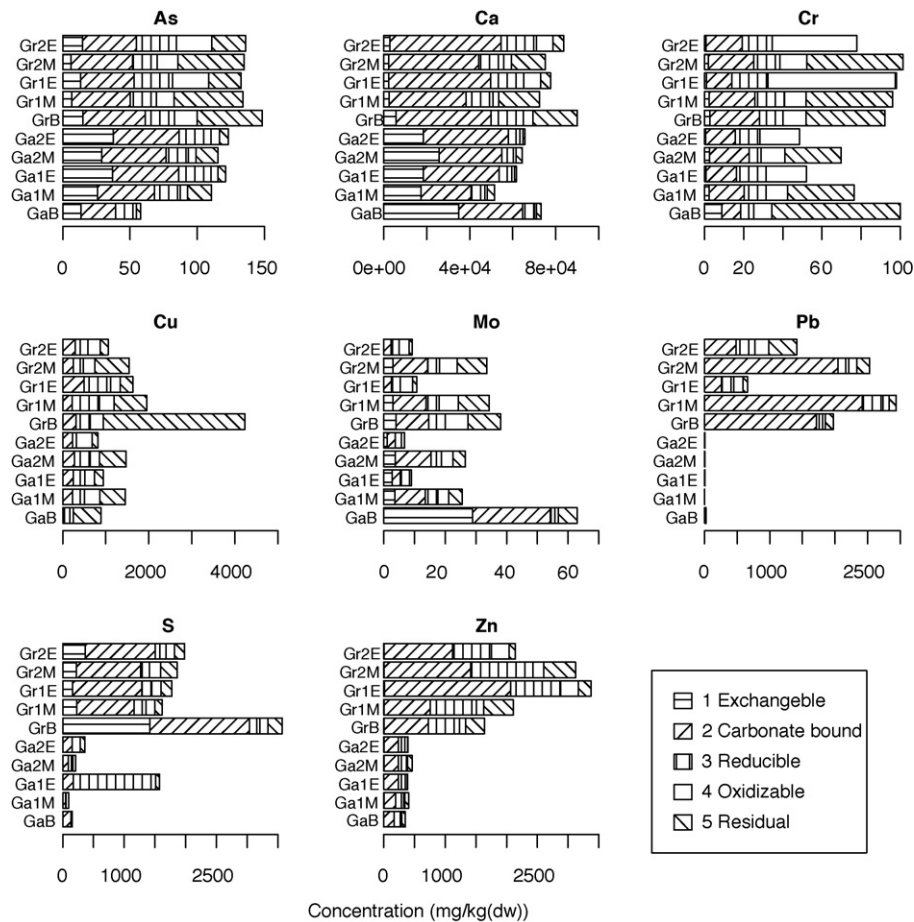 As
Gr2E
Gr2M
Gr1E
Gr1M
GrB
Ga2E
Ga2M
Ga1E
Ga1M
GaB
0 50 100 150
Ca
Gr2E
Gr2M
Gr1E
Gr1M
GrB
Ga2E
Ga2M
Ga1E
Ga1M
GaB
0e+00 4e+04 8e+04
Cr
Gr2E
Gr2M
Gr1E
Gr1M
GrB
Ga2E
Ga2M
Ga1E
Ga1M
GaB
0 20 60 100
Cu
Gr2E
Gr2M
Gr1E
Gr1M
GrB
Ga2E
Ga2M
Ga1E
Ga1M
GaB
0 2000 4000
Mo
Gr2E
Gr2M
Gr1E
Gr1M
GrB
Ga2E
Ga2M
Ga1E
Ga1M
GaB
0 20 40 60
Pb
Gr2E
Gr2M
Gr1E
Gr1M
GrB
Ga2E
Ga2M
Ga1E
Ga1M
GaB
0 1000 2500
S
Gr2E
Gr2M
Gr1E
Gr1M
GrB
Ga2E
Ga2M
Ga1E
Ga1M
GaB
0 1000 2500
Zn
Gr2E
Gr2M
Gr1E
Gr1M
GrB
Ga2E
Ga2M
Ga1E
Ga1M
GaB
0 1000 2500
1 Exchangeble
2 Carbonate bound
3 Reducible
4 Oxidizable
5 Residual
Concentration (mg/kg(dw))